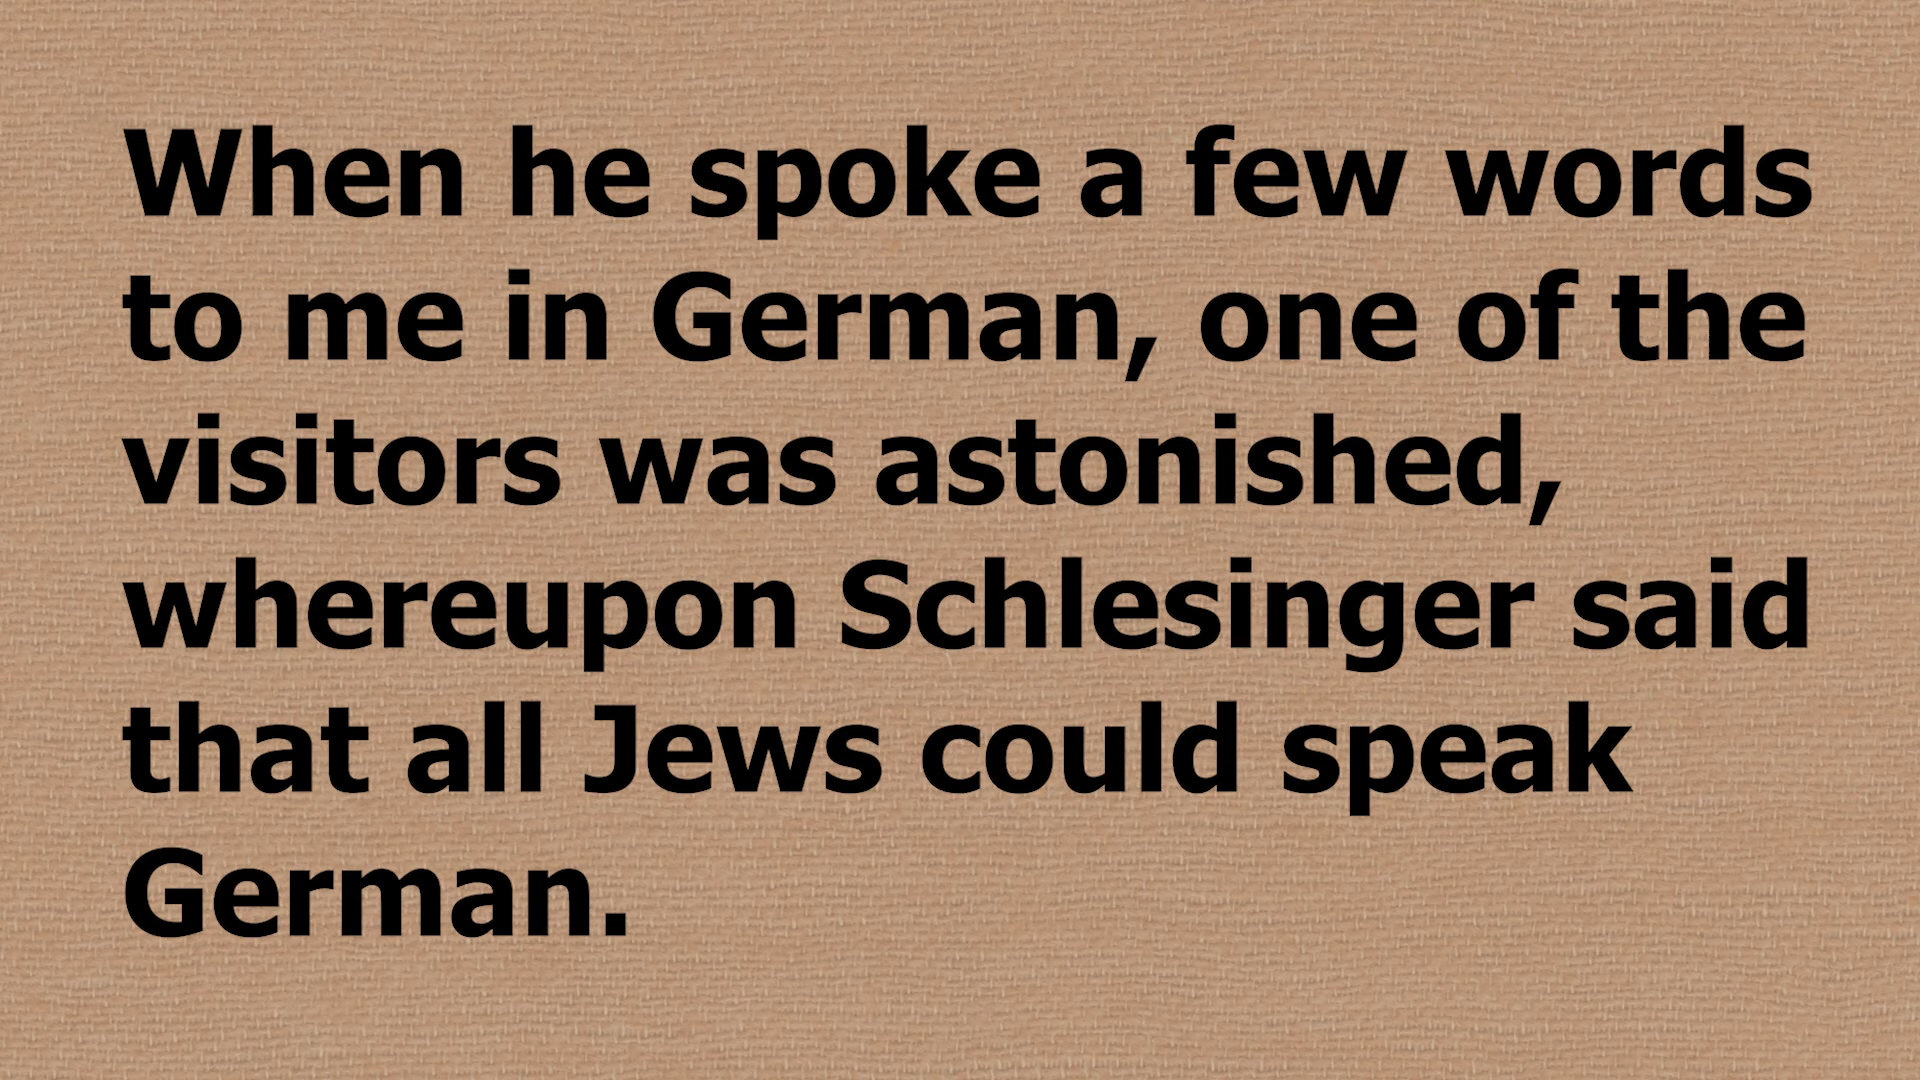 When he spoke a few words
to me in German, one of the
visitors was astonished,
whereupon Schlesinger said
that all Jews could speak
German.